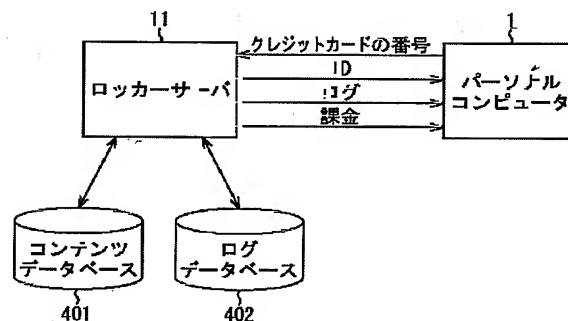 11
1
ロッカーサーバ
クレジットカードの番号
ID
ログ
課金
パーソナル
コンピュータ
コンテンツ
データベース
ログ
データベース
401
402